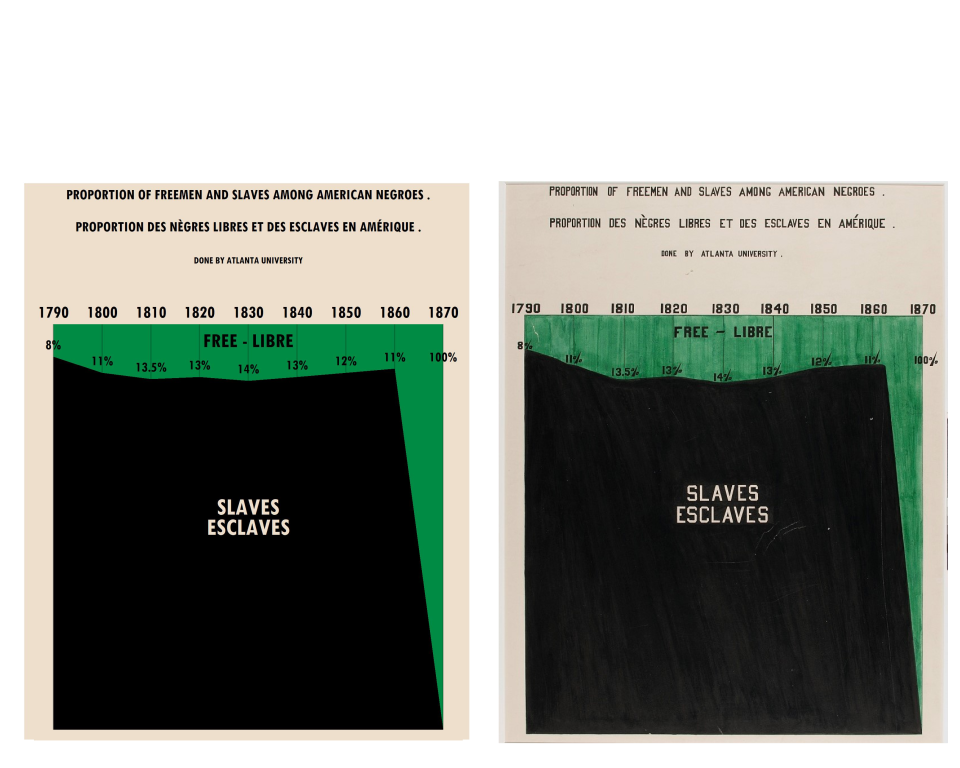 PROPORTION OF FREEMEN AND SLAVES AMONG AMERICAN NEGROES .
PROPORTION DES NÈGRES LIBRES ET DES ESCLAVES EN AMÉRIQUE .
DONE BY ATLANTA UNIVERSITY
1790 1800 1810 1820 1830 1840 1850 1860 1870
FREE - LIBRE
8% 11% 13.5% 13% 14% 13% 12% 11% 100%
SLAVES
ESCLAVES
PROPORTION OF FREEMEN AND SLAVES AMONG AMERICAN NEGROES .
PROPORTION DES NÈGRES LIBRES ET DES ESCLAVES EN AMÉRIQUE .
DONE BY ATLANTA UNIVERSITY .
1790 1800 1810 1820 1830 1840 1850 1860 1870
FREE – LIBRE
8% 11% 13.5% 13% 14% 13% 12% 11% 100%
SLAVES
ESCLAVES